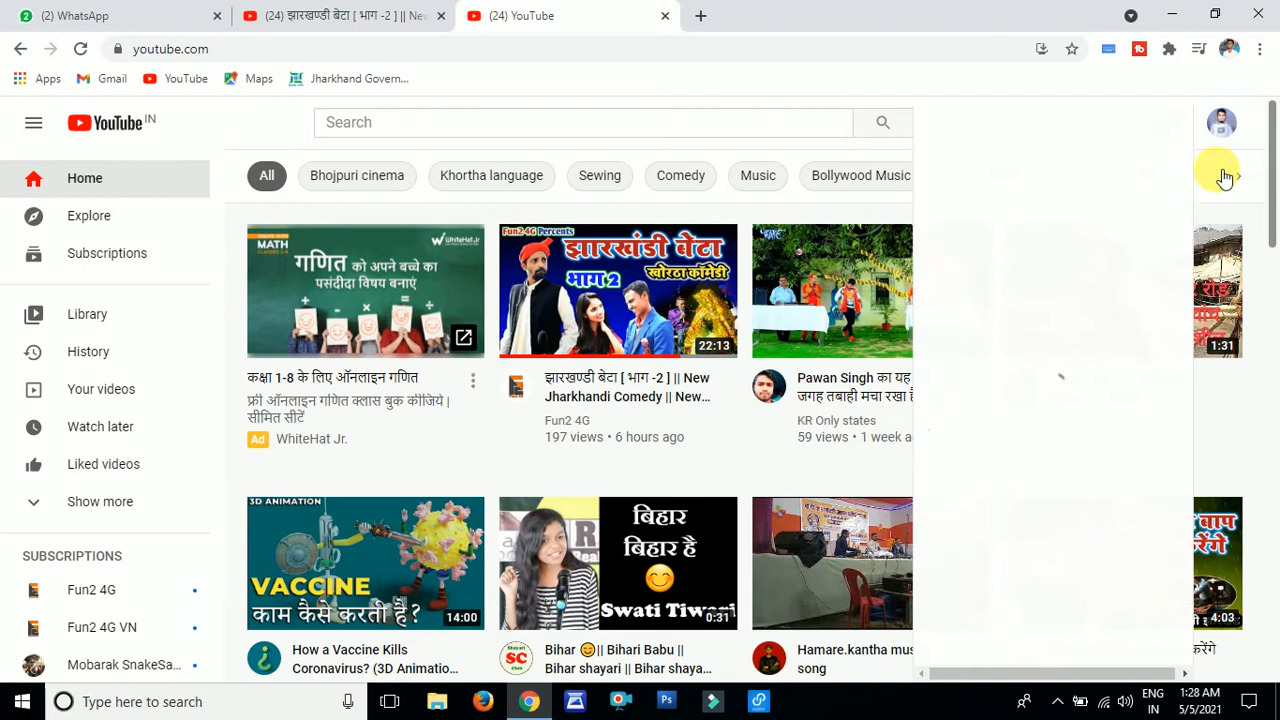 (2) WhatsApp
(24) झारखण्डी बेटा [ भाग -2 ] || Nev
(24) YouTube
youtube.com
Apps
Gmail
YouTube
Maps
Jharkhand Govern...
YouTube IN
Search
Home
Explore
Subscriptions
Library
History
Your videos
Watch later
Liked videos
Show more
SUBSCRIPTIONS
Fun2 4G
Fun2 4G VN
Mobarak SnakeSa...
All
Bhojpuri cinema
Khortha language
Sewing
Comedy
Music
Bollywood Music
MATH
WhiteHat Jr.
गणित को अपने बच्चे का
पसंदीदा विषय बनाएं
Fun2 4G Percents
झारखंडी बेटा
भाग 2
खोरठा कॉमेडी
22:13
1:31
कक्षा 1-8 के लिए ऑनलाइन गणित
फ्री ऑनलाइन गणित क्लास बुक कीजिये |
सीमित सीटें
Ad WhiteHat Jr.
झारखण्डी बेटा [ भाग -2 ] || New
Jharkhandi Comedy || New...
Fun2 4G
197 views • 6 hours ago
Pawan Singh का यह
जगह तबाही मचा रखा है
KR Only states
59 views • 1 week a
3D ANIMATION
VACCINE
काम कैसे करती है?
14:00
बिहार
बिहार है
Swati Tiwari
0:31
बाप
करेंगे
4:03
How a Vaccine Kills
Coronavirus? (3D Animatio...
SC
Bihar 😊|| Bihari Babu ||
Bihar shayari || Bihar shaya...
Hamare.kantha mus
song
करेंगे
Type here to search
Ps
ENG
IN
1:28 AM
5/5/2021